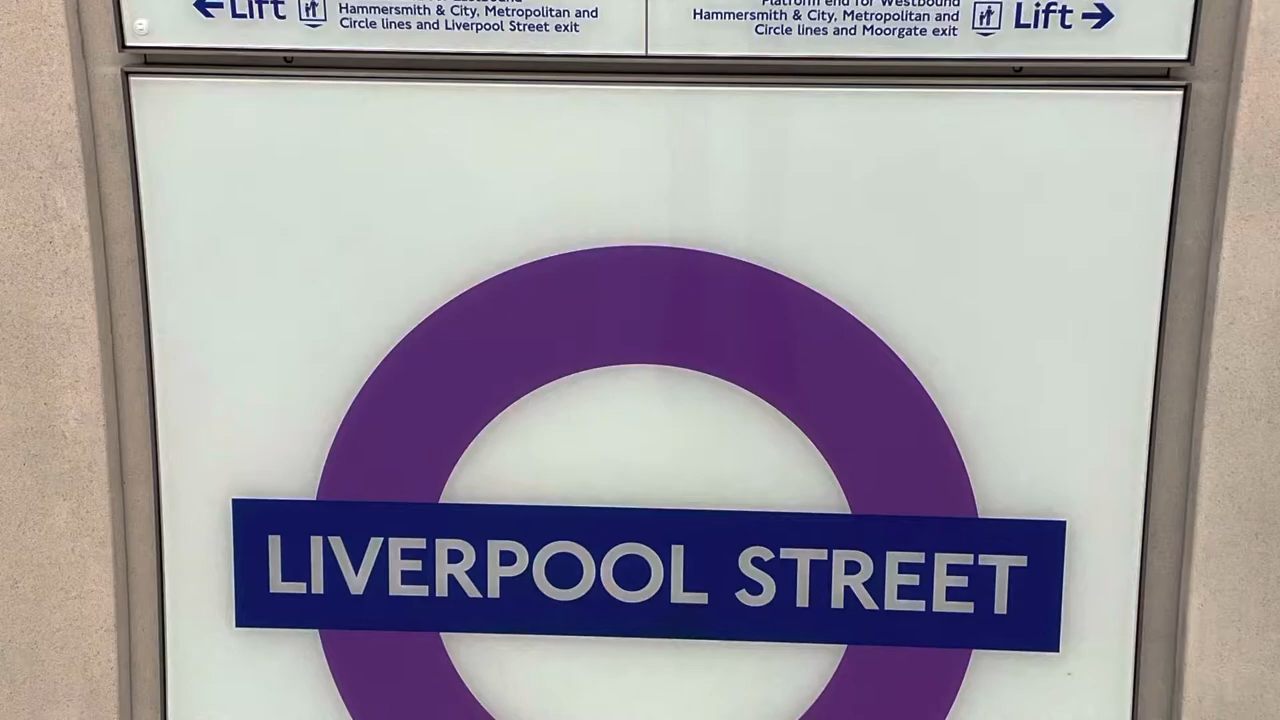 Lift
Hammersmith & City, Metropolitan and
Circle lines and Liverpool Street exit
Platform end for Westbound
Hammersmith & City, Metropolitan and
Circle lines and Moorgate exit
Lift
LIVERPOOL STREET